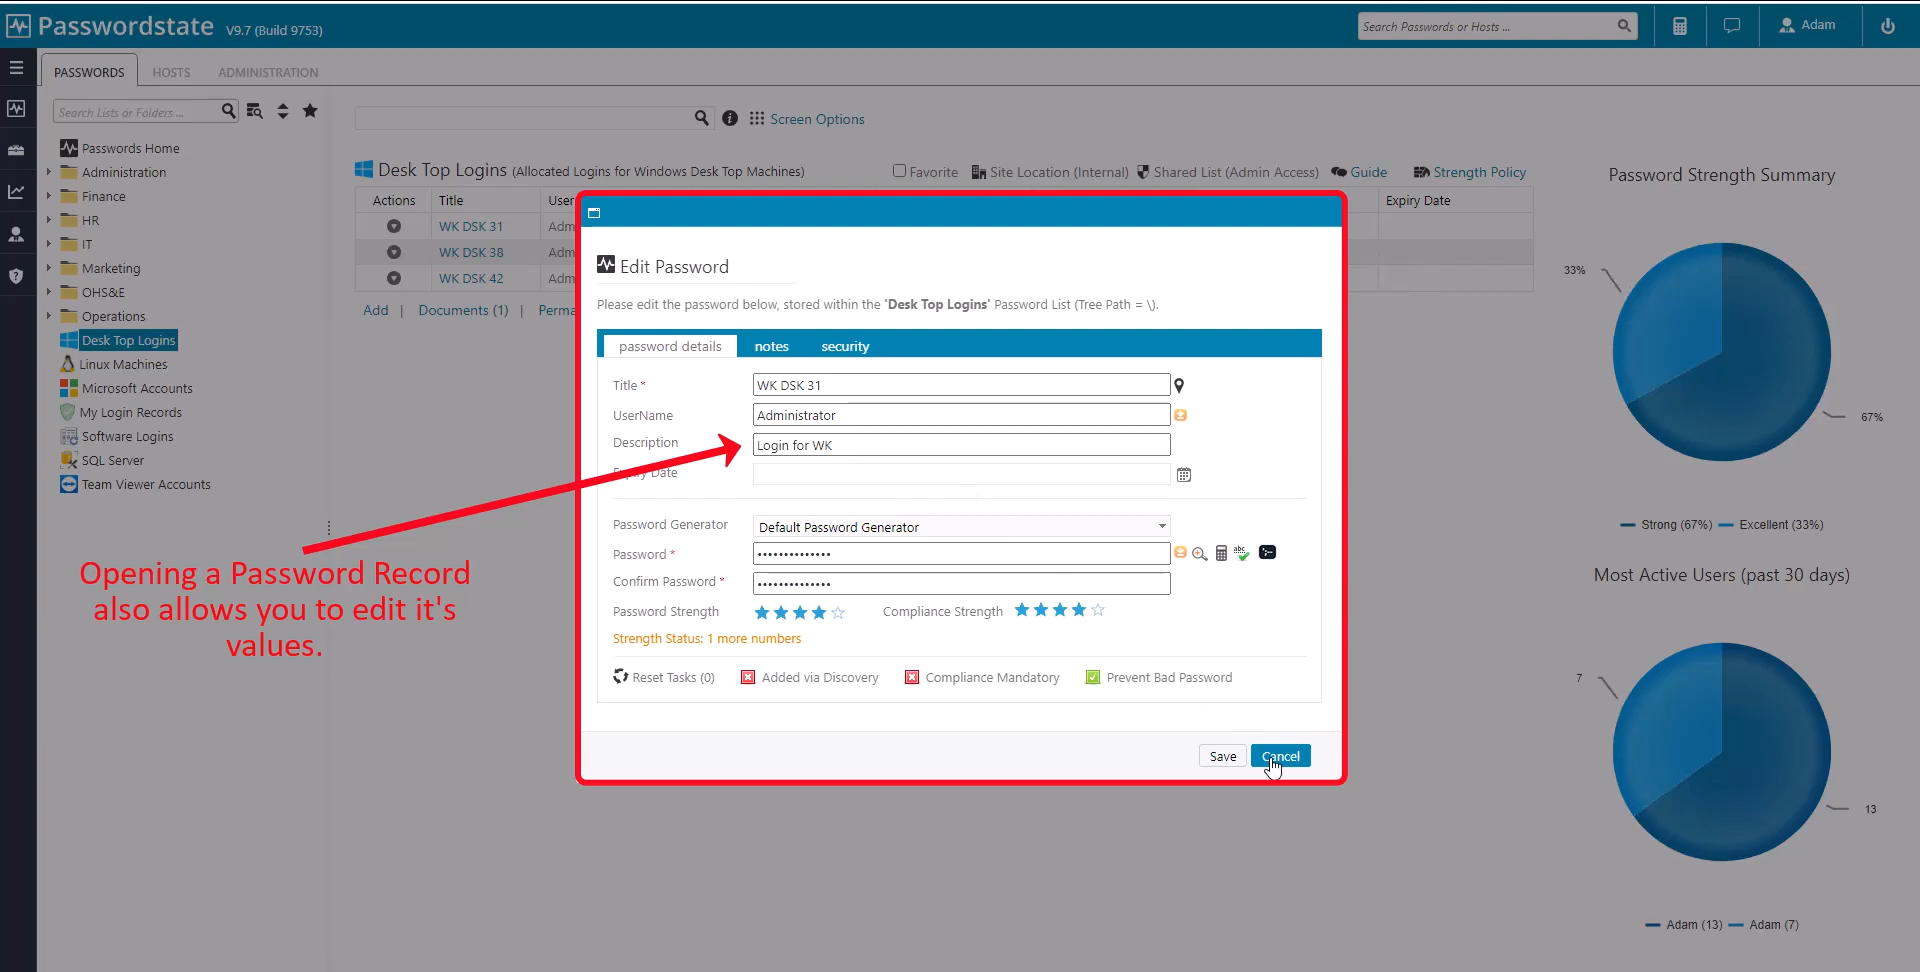 Passwordstate V9.7 (Build 9753)
Search Passwords or Hosts ...
Adam
PASSWORDS HOSTS ADMINISTRATION
Search Lists or Folders ...
Screen Options
Passwords Home
Administration
Finance
HR
IT
Marketing
OHS&E
Operations
Desk Top Logins
Linux Machines
Microsoft Accounts
My Login Records
Software Logins
SQL Server
Team Viewer Accounts
Desk Top Logins (Allocated Logins for Windows Desk Top Machines)
Favorite Site Location (Internal) Shared List (Admin Access) Guide Strength Policy
Actions Title User Expiry Date
WK DSK 31 Adm
WK DSK 38 Adm
WK DSK 42 Adm
Add | Documents (1) | Perma
Edit Password
Please edit the password below, stored within the 'Desk Top Logins' Password List (Tree Path = \).
password details notes security
Title * WK DSK 31
UserName Administrator
Description Login for WK
Expiry Date
Password Generator Default Password Generator
Password * ••••••••••••••
abc
Confirm Password * ••••••••••••••
Password Strength Compliance Strength
Strength Status: 1 more numbers
Reset Tasks (0) Added via Discovery Compliance Mandatory Prevent Bad Password
Save Cancel
Opening a Password Record
also allows you to edit it's
values.
Password Strength Summary
33%
67%
Strong (67%) Excellent (33%)
Most Active Users (past 30 days)
7
13
Adam (13) Adam (7)